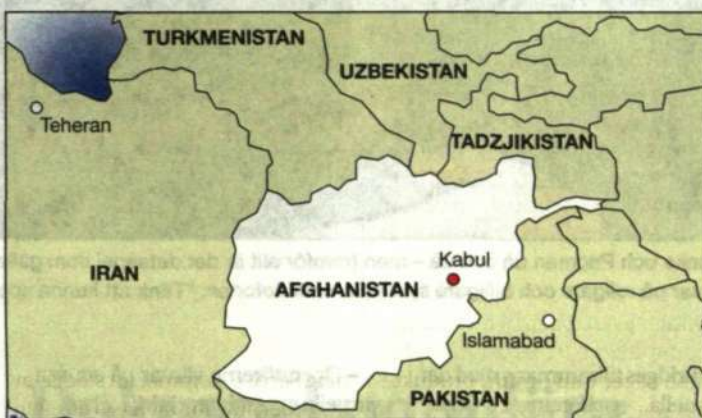 TURKMENISTAN
UZBEKISTAN
Teheran
TADZJIKISTAN
IRAN
Kabul
AFGHANISTAN
Islamabad
PAKISTAN